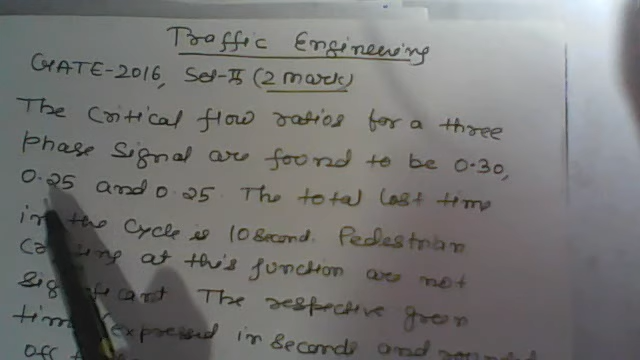 Traffic Engineering
GATE-2016, Set-II (2 mark)
The critical flow ratios for a three
phase signal are found to be 0.30,
0.25 and 0.25. The total lost time
in the cycle is 10 second. Pedestrian
at this function are not
The respective green
expressed in seconds and